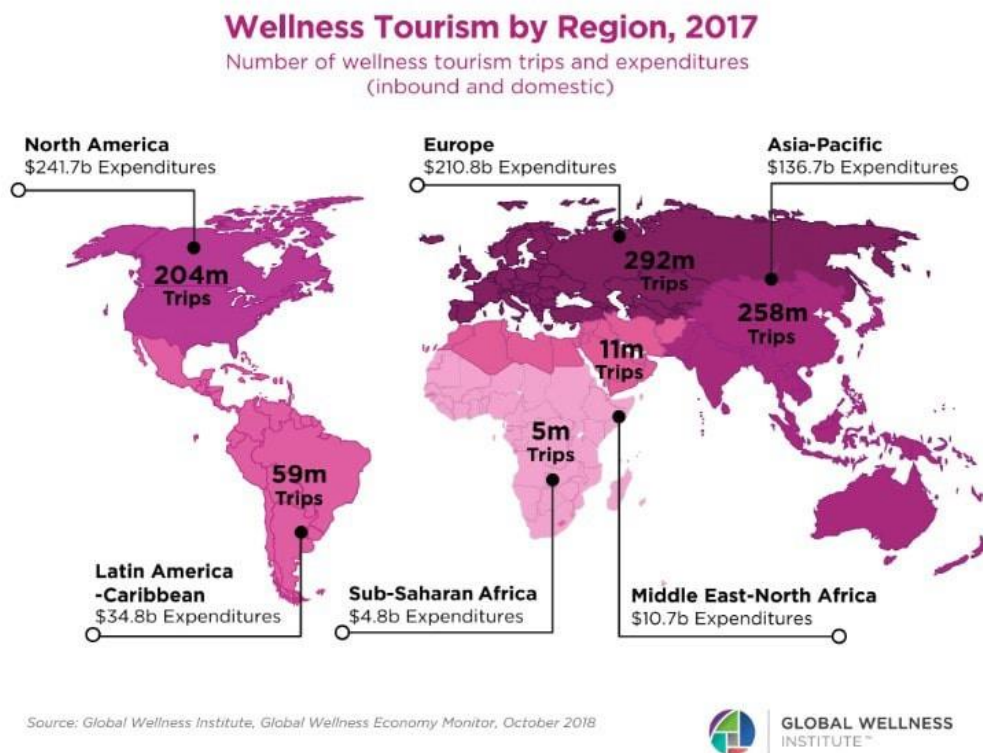 Wellness Tourism by Region, 2017
Number of wellness tourism trips and expenditures
(inbound and domestic)
North America
$241.7b Expenditures
Europe
$210.8b Expenditures
Asia-Pacific
$136.7b Expenditures
204m
Trips
292m
Trips
258m
Trips
11m
Trips
5m
Trips
59m
Trips
Latin America
-Caribbean
$34.8b Expenditures
Sub-Saharan Africa
$4.8b Expenditures
Middle East-North Africa
$10.7b Expenditures
Source: Global Wellness Institute, Global Wellness Economy Monitor, October 2018
GLOBAL WELLNESS
INSTITUTE™